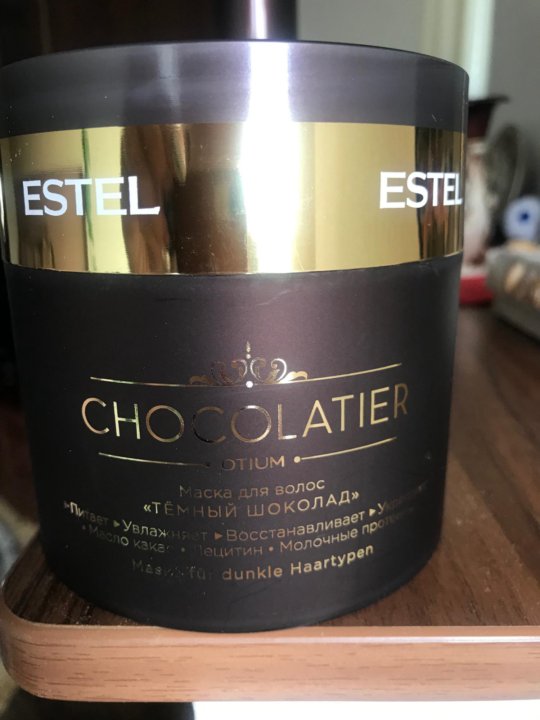 ESTEL ESTEL
CHOCOLATIER
• OTIUM •
Маска для волос
«ТЁМНЫЙ ШОКОЛАД»
▸Питает ▸Увлажняет ▸Восстанавливает ▸
• Масло какао • Лецитин • Молочные
Maske für dunkle Haartypen